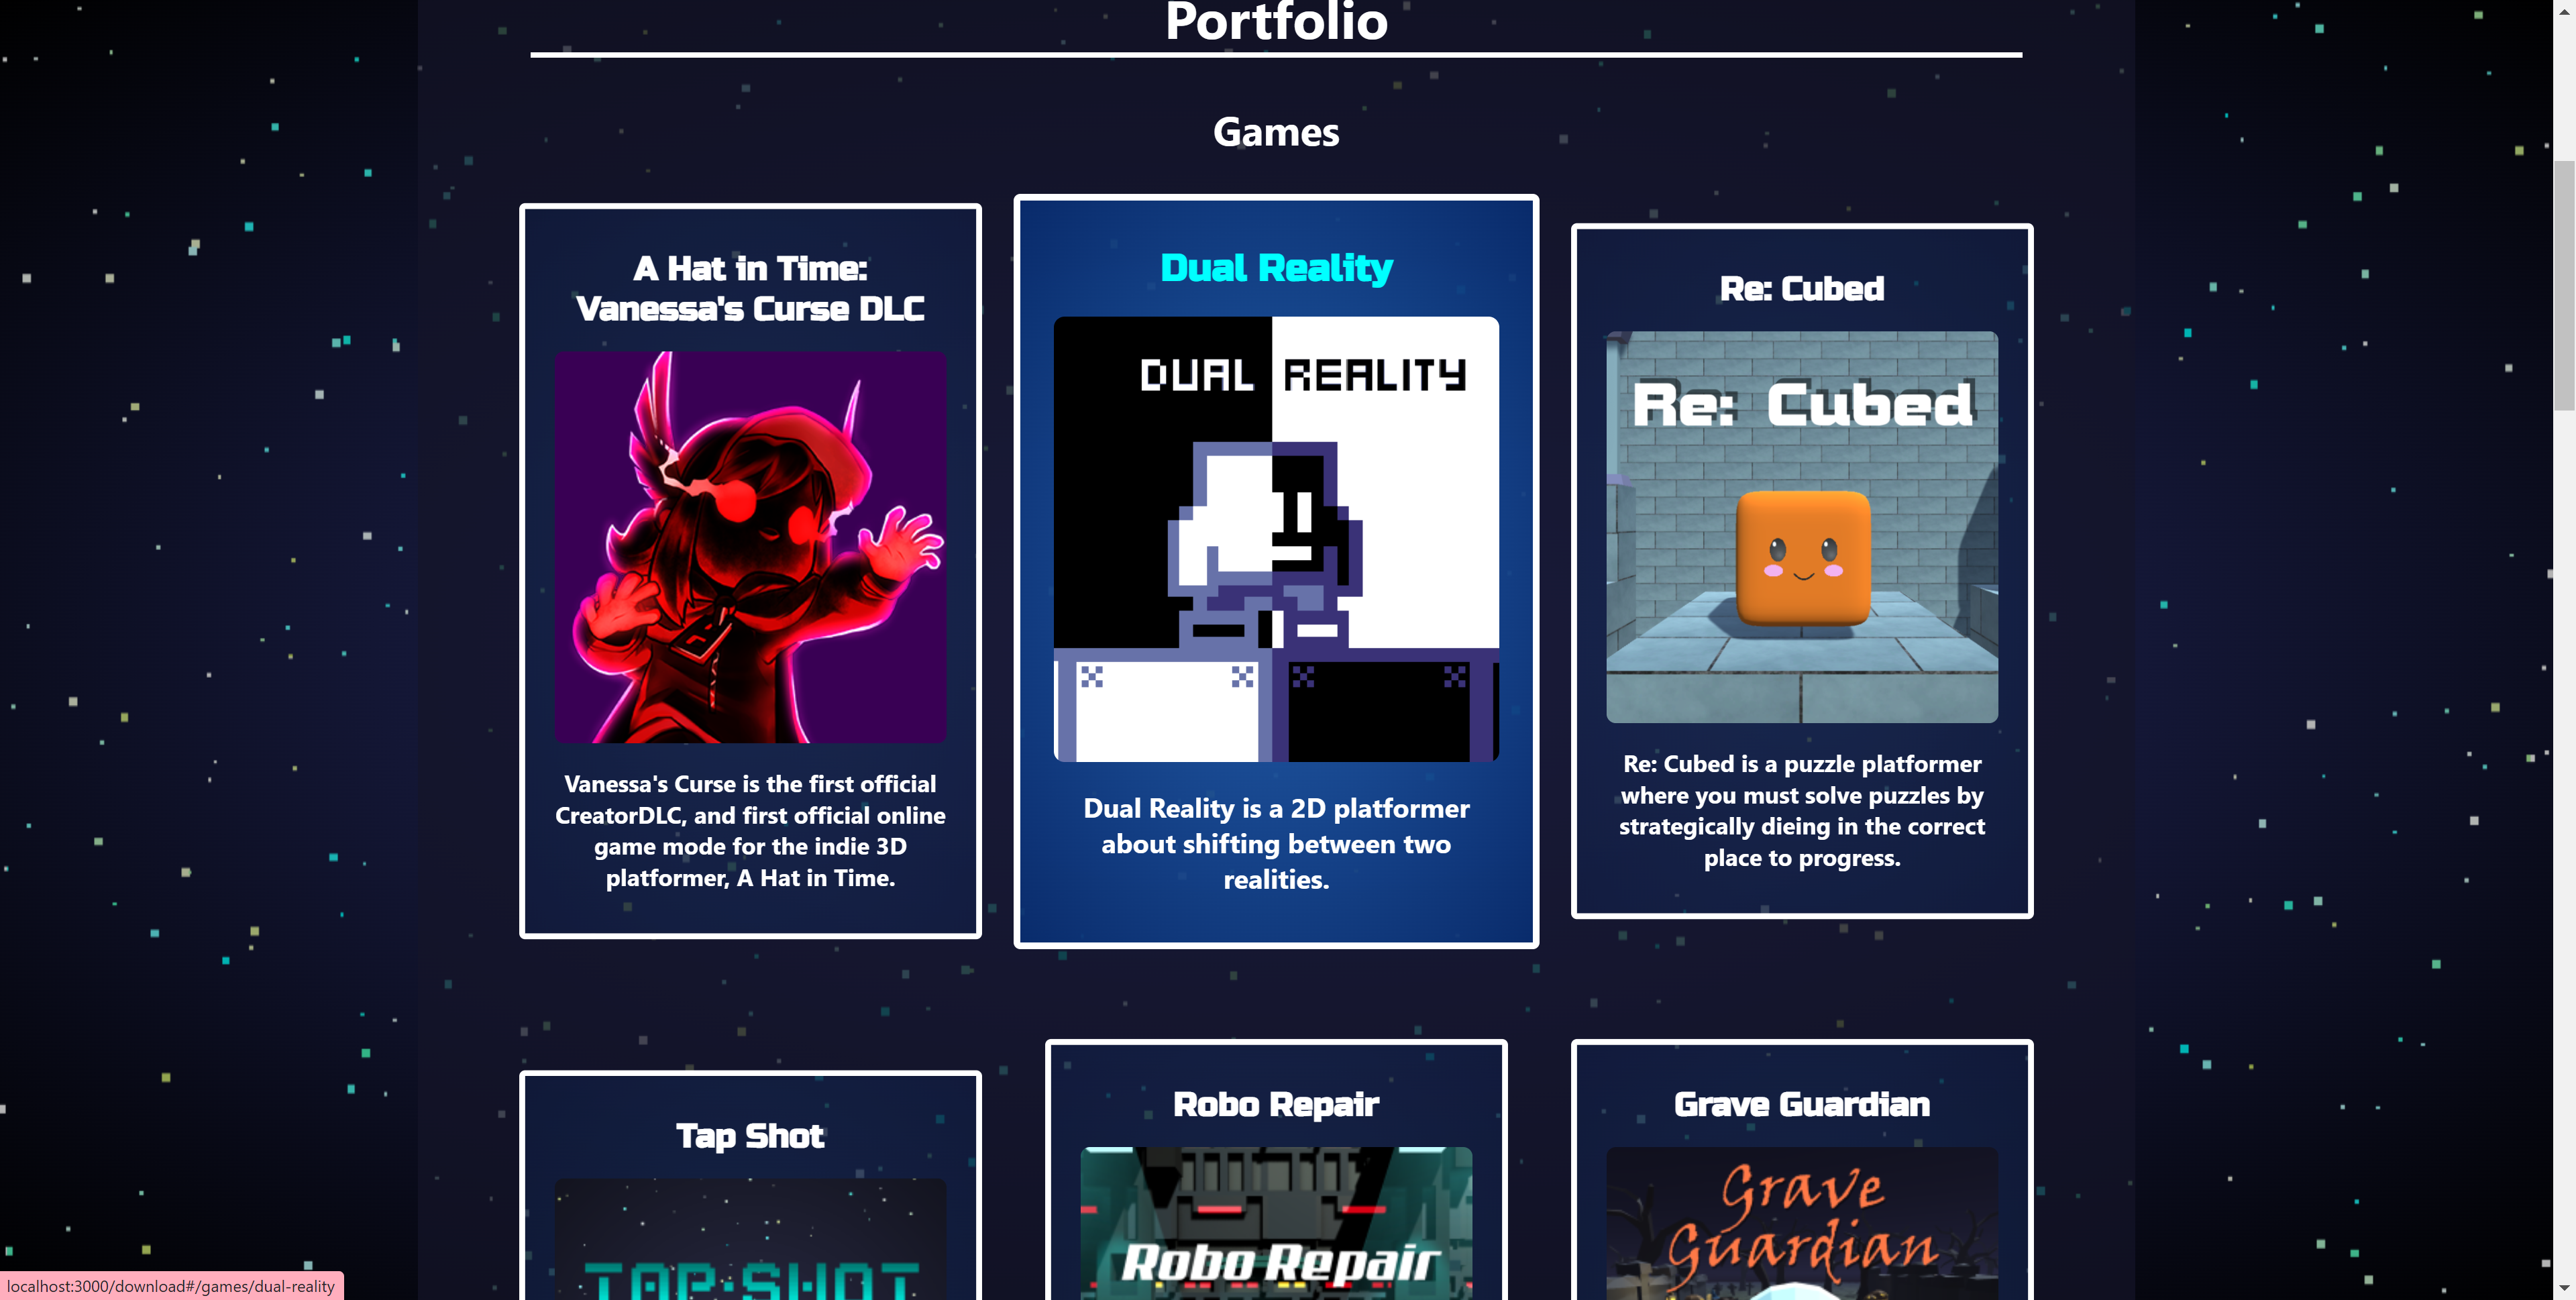 Portfolio
Games
A Hat in Time:
Vanessa's Curse DLC
Vanessa's Curse is the first official
CreatorDLC, and first official online
game mode for the indie 3D
platformer, A Hat in Time.
Dual Reality
DUAL REALITY
Dual Reality is a 2D platformer
about shifting between two
realities.
Re: Cubed
Re: Cubed
Re: Cubed is a puzzle platformer
where you must solve puzzles by
strategically dieing in the correct
place to progress.
Tap Shot
TAP·SHOT
Robo Repair
Robo Repair
Grave Guardian
Grave
Guardian
localhost:3000/download#/games/dual-reality